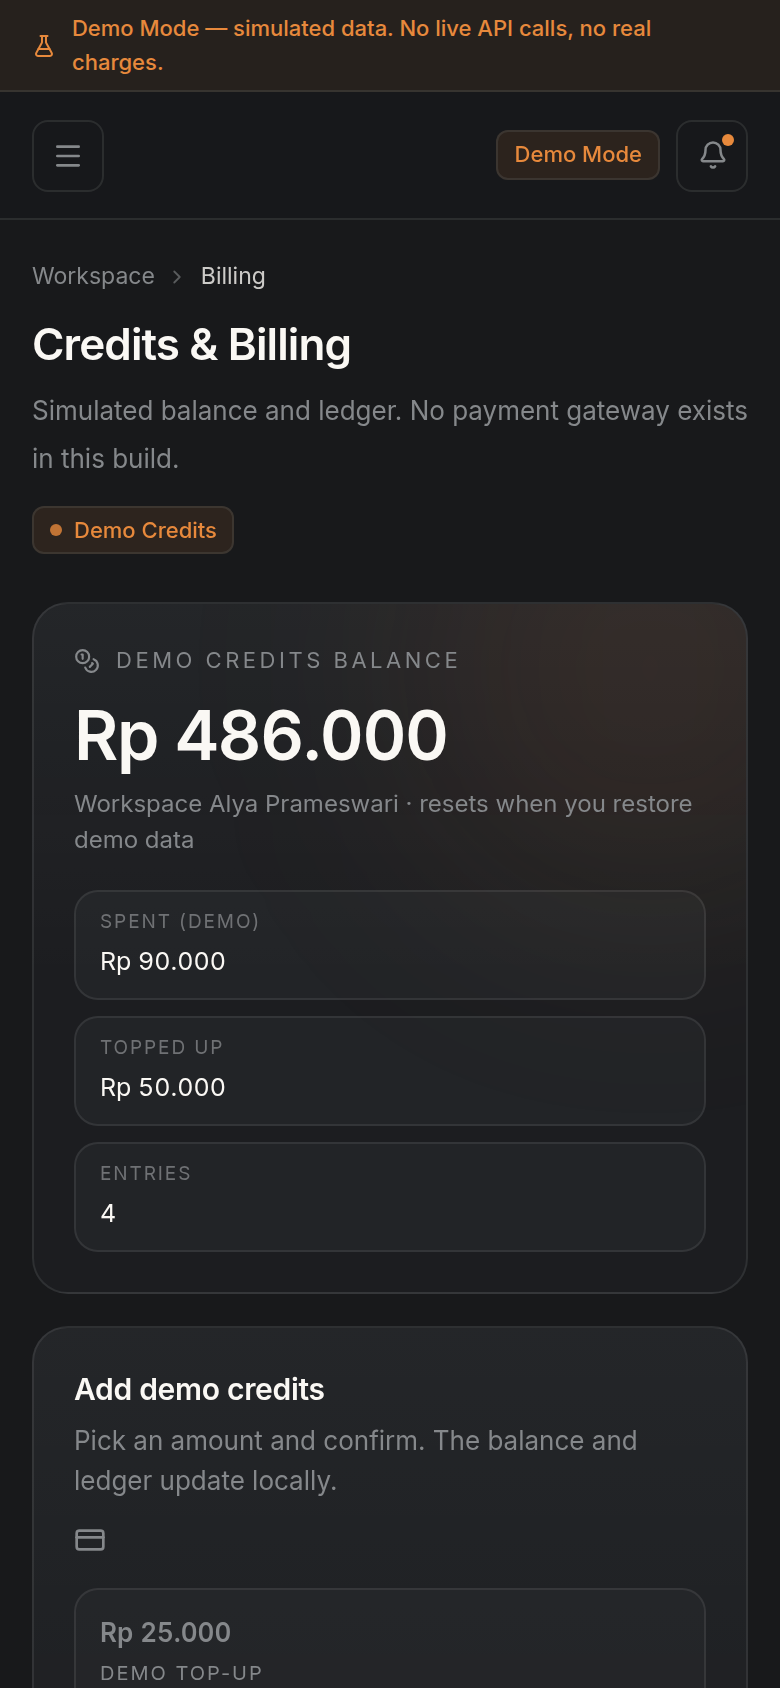 Demo Mode — simulated data. No live API calls, no real
charges.
Demo Mode
Workspace > Billing
Credits & Billing
Simulated balance and ledger. No payment gateway exists
in this build.
Demo Credits
DEMO CREDITS BALANCE
Rp 486.000
Workspace Alya Prameswari · resets when you restore
demo data
SPENT (DEMO)
Rp 90.000
TOPPED UP
Rp 50.000
ENTRIES
4
Add demo credits
Pick an amount and confirm. The balance and
ledger update locally.
Rp 25.000
DEMO TOP-UP